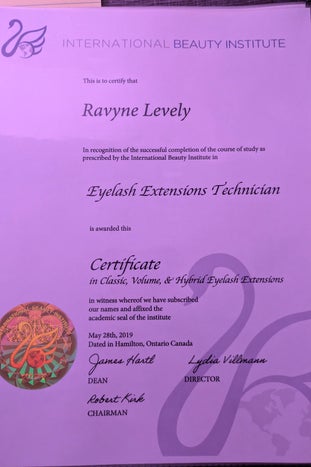 INTERNATIONAL BEAUTY INSTITUTE
This is to certify that
Ravyne Levely
In recognition of the successful completion of the course of study as
prescribed by the International Beauty Institute in
Eyelash Extensions Technician
is awarded this
Certificate
in Classic, Volume, & Hybrid Eyelash Extensions
in witness whereof we have subscribed
our names and affixed the
academic seal of the institute
May 28th, 2019
Dated in Hamilton, Ontario Canada
James Hartl Lydia Villmann
DEAN DIRECTOR
Robert Kirk
CHAIRMAN